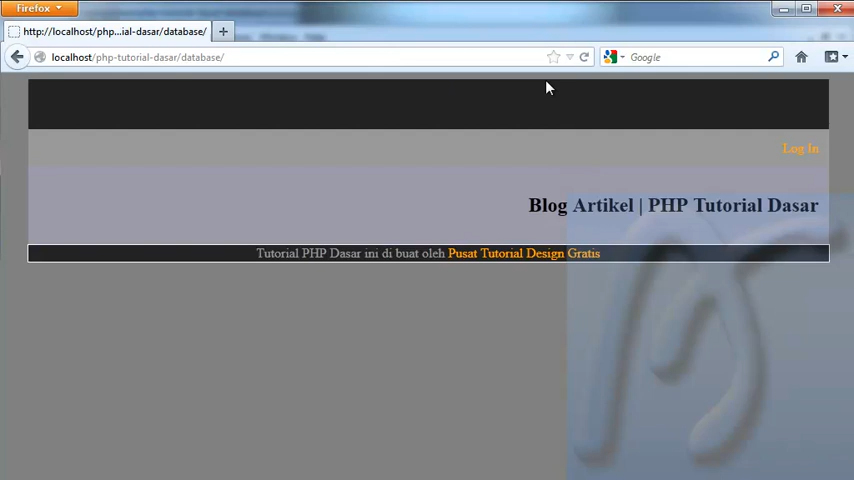 Firefox
http://localhost/php...ial-dasar/database/
localhost/php-tutorial-dasar/database/
Google
Log In
Blog Artikel | PHP Tutorial Dasar
Tutorial PHP Dasar ini di buat oleh Pusat Tutorial Design Gratis